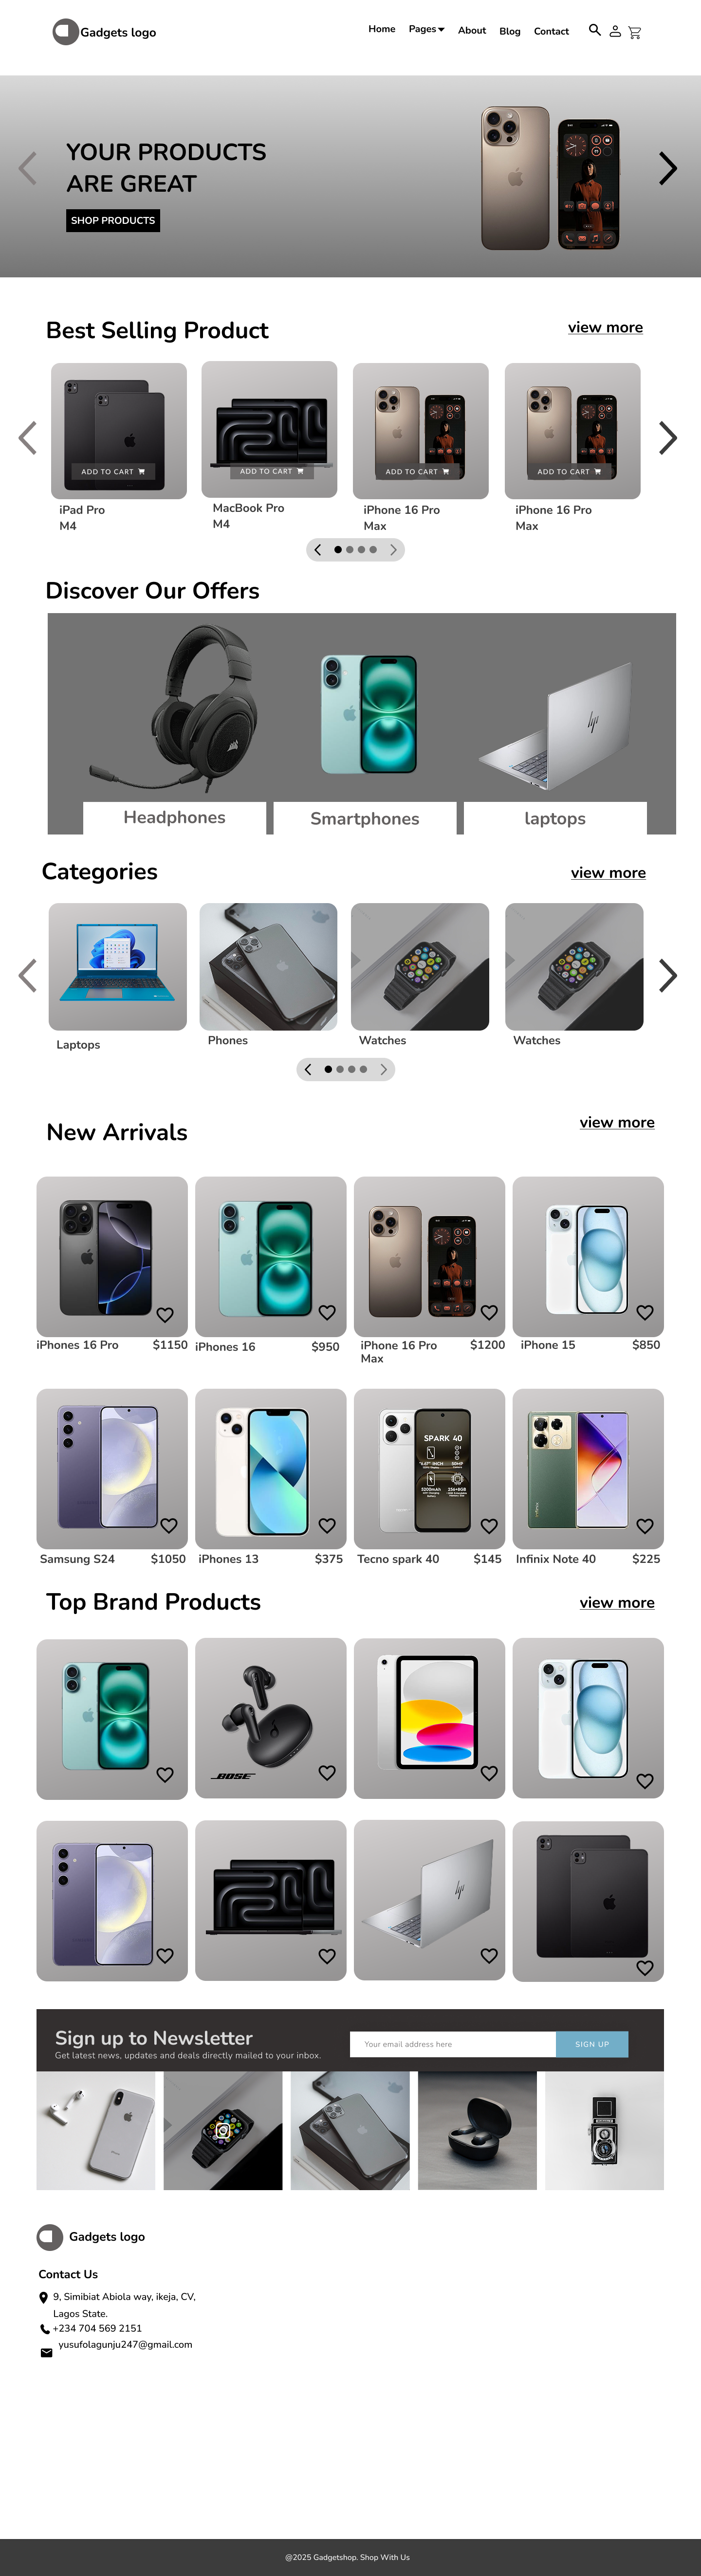 Gadgets logo
Home Pages About Blog Contact
YOUR PRODUCTS
ARE GREAT
SHOP PRODUCTS
Best Selling Product
view more
ADD TO CART
ADD TO CART
ADD TO CART
ADD TO CART
iPad Pro
M4
MacBook Pro
M4
iPhone 16 Pro
Max
iPhone 16 Pro
Max
Discover Our Offers
Headphones
Smartphones
laptops
Categories
view more
Laptops
Phones
Watches
Watches
New Arrivals
view more
iPhones 16 Pro $1150
iPhones 16 $950
iPhone 16 Pro
Max
$1200
iPhone 15 $850
SPARK 40
5200mAh
256+8GB
Samsung S24 $1050
iPhones 13 $375
Tecno spark 40 $145
Infinix Note 40 $225
Top Brand Products
view more
BOSE
hp
Sign up to Newsletter
Get latest news, updates and deals directly mailed to your inbox.
Your email address here
SIGN UP
Gadgets logo
Contact Us
9, Simibiat Abiola way, ikeja, CV,
Lagos State.
+234 704 569 2151
yusufolagunju247@gmail.com
@2025 Gadgetshop. Shop With Us